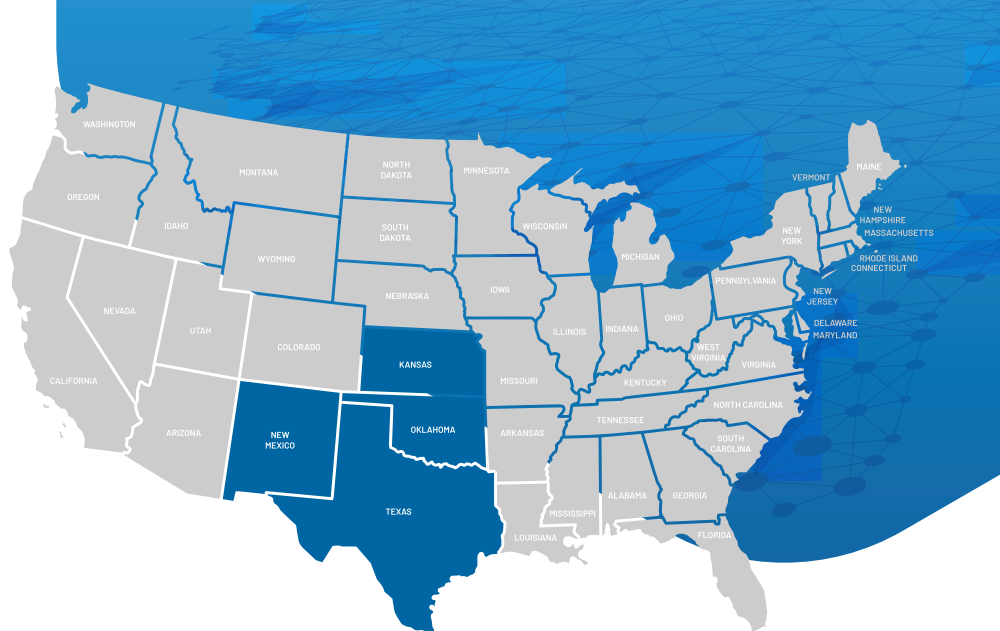 WASHINGTON
OREGON
IDAHO
MONTANA
NORTH
DAKOTA
MINNESOTA
SOUTH
DAKOTA
WYOMING
WISCONSIN
MICHIGAN
NEBRASKA
IOWA
NEVADA
UTAH
COLORADO
KANSAS
CALIFORNIA
ARIZONA
NEW
MEXICO
OKLAHOMA
TEXAS
MISSOURI
ARKANSAS
LOUISIANA
MISSISSIPPI
ALABAMA
GEORGIA
FLORIDA
SOUTH
CAROLINA
NORTH CAROLINA
TENNESSEE
KENTUCKY
ILLINOIS
INDIANA
OHIO
WEST
VIRGINIA
VIRGINIA
PENNSYLVANIA
NEW
YORK
VERMONT
MAINE
NEW
HAMPSHIRE
MASSACHUSETTS
RHODE ISLAND
CONNECTICUT
NEW
JERSEY
DELAWARE
MARYLAND